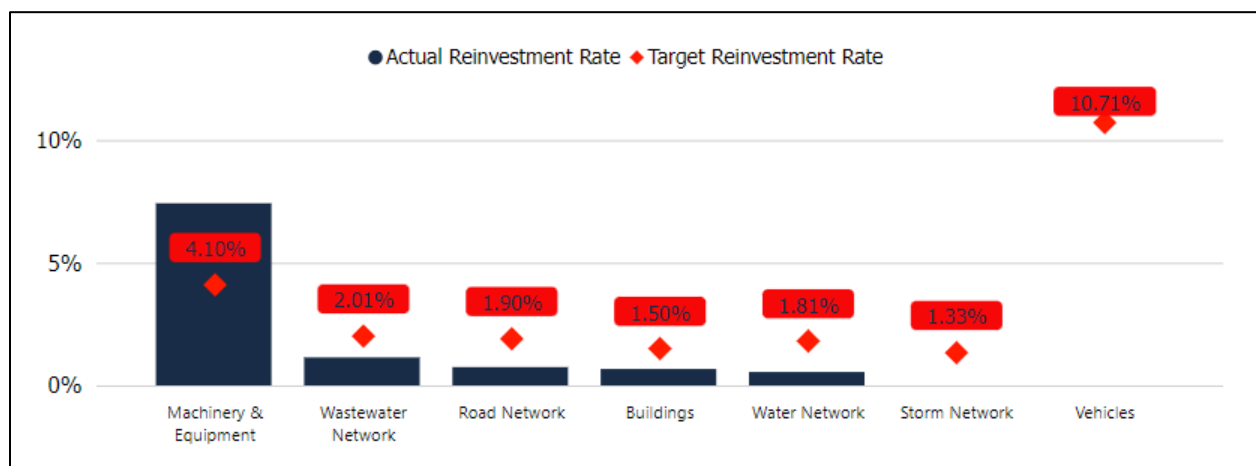 Actual Reinvestment Rate Target Reinvestment Rate
10.71%
10%
4.10%
5%
2.01%
1.90%
1.50%
1.81%
1.33%
0%
Machinery & Equipment
Wastewater Network
Road Network
Buildings
Water Network
Storm Network
Vehicles